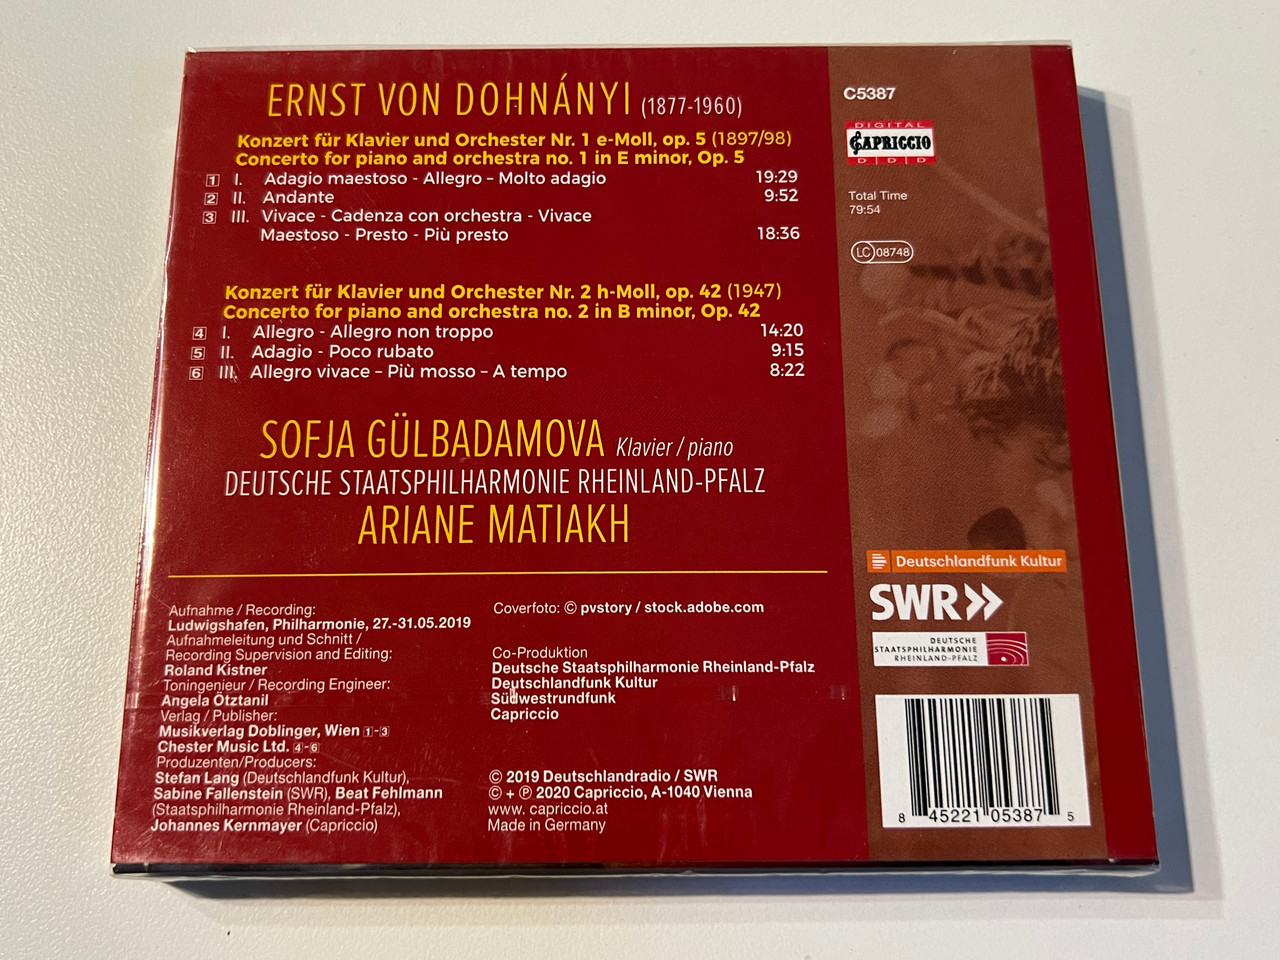 ERNST VON DOHNÁNYI (1877-1960)
Konzert für Klavier und Orchester Nr. 1 e-Moll, op. 5 (1897/98)
Concerto for piano and orchestra no. 1 in E minor, Op. 5
1 I. Adagio maestoso - Allegro – Molto adagio 19:29
2 II. Andante 9:52
3 III. Vivace - Cadenza con orchestra - Vivace
Maestoso - Presto - Più presto 18:36
Konzert für Klavier und Orchester Nr. 2 h-Moll, op. 42 (1947)
Concerto for piano and orchestra no. 2 in B minor, Op. 42
4 I. Allegro - Allegro non troppo 14:20
5 II. Adagio - Poco rubato 9:15
6 III. Allegro vivace – Più mosso – A tempo 8:22
SOFJA GÜLBADAMOVA Klavier / piano
DEUTSCHE STAATSPHILHARMONIE RHEINLAND-PFALZ
ARIANE MATIAKH
Aufnahme / Recording:
Ludwigshafen, Philharmonie, 27.-31.05.2019
Aufnahmeleitung und Schnitt /
Recording Supervision and Editing:
Roland Kistner
Toningenieur / Recording Engineer:
Angela Ötztanil
Verlag / Publisher:
Musikverlag Doblinger, Wien 1-3
Chester Music Ltd. 4-6
Produzenten/Producers:
Stefan Lang (Deutschlandfunk Kultur),
Sabine Fallenstein (SWR), Beat Fehlmann
(Staatsphilharmonie Rheinland-Pfalz),
Johannes Kernmayer (Capriccio)
Coverfoto: © pvstory / stock.adobe.com
Co-Produktion
Deutsche Staatsphilharmonie Rheinland-Pfalz
Deutschlandfunk Kultur
Südwestrundfunk
Capriccio
© 2019 Deutschlandradio / SWR
© + ℗ 2020 Capriccio, A-1040 Vienna
www. capriccio.at
Made in Germany
C5387
DIGITAL
CAPRICCIO
D D D
Total Time
79:54
LC 08748
Deutschlandfunk Kultur
SWR
DEUTSCHE
STAATSPHILHARMONIE
RHEINLAND-PFALZ
8 45221 05387 5